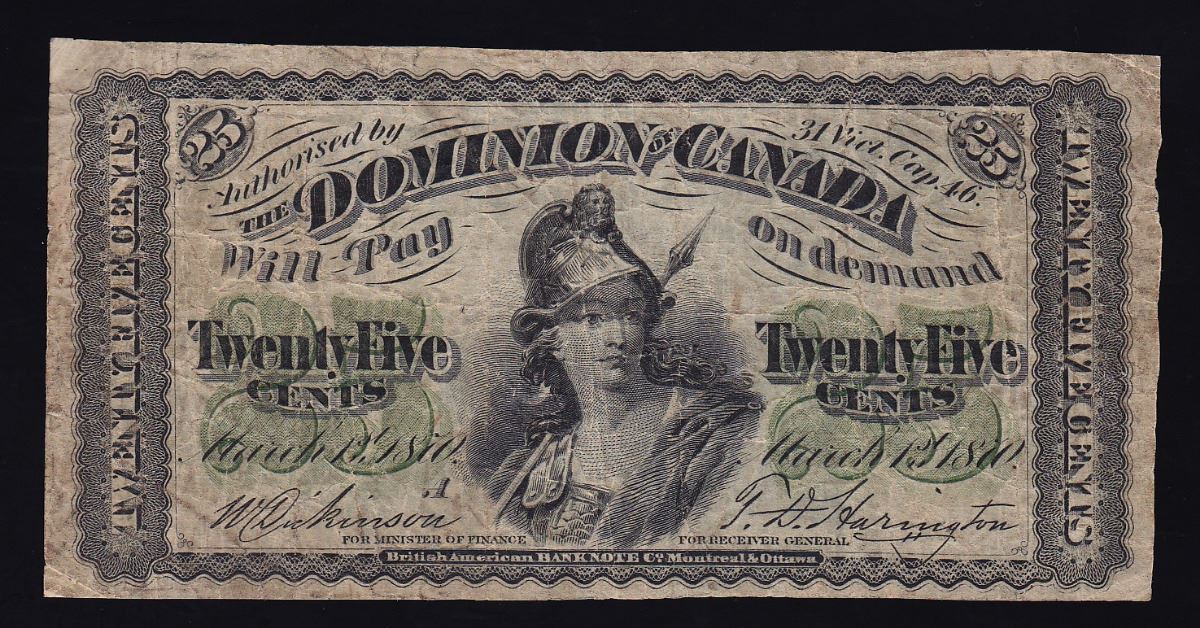 25 25
Authorised by 31 Vict. Cap. 46.
THE DOMINION OF CANADA
Will Pay on demand
25 25
Twenty Five Twenty Five
CENTS CENTS
March 1st, 1870. March 1st, 1870.
A
W Dickinson T. D. Harington
FOR MINISTER OF FINANCE FOR RECEIVER GENERAL
British American BANK NOTE Co. Montreal & Ottawa
TWENTY FIVE CENTS
TWENTY FIVE CENTS